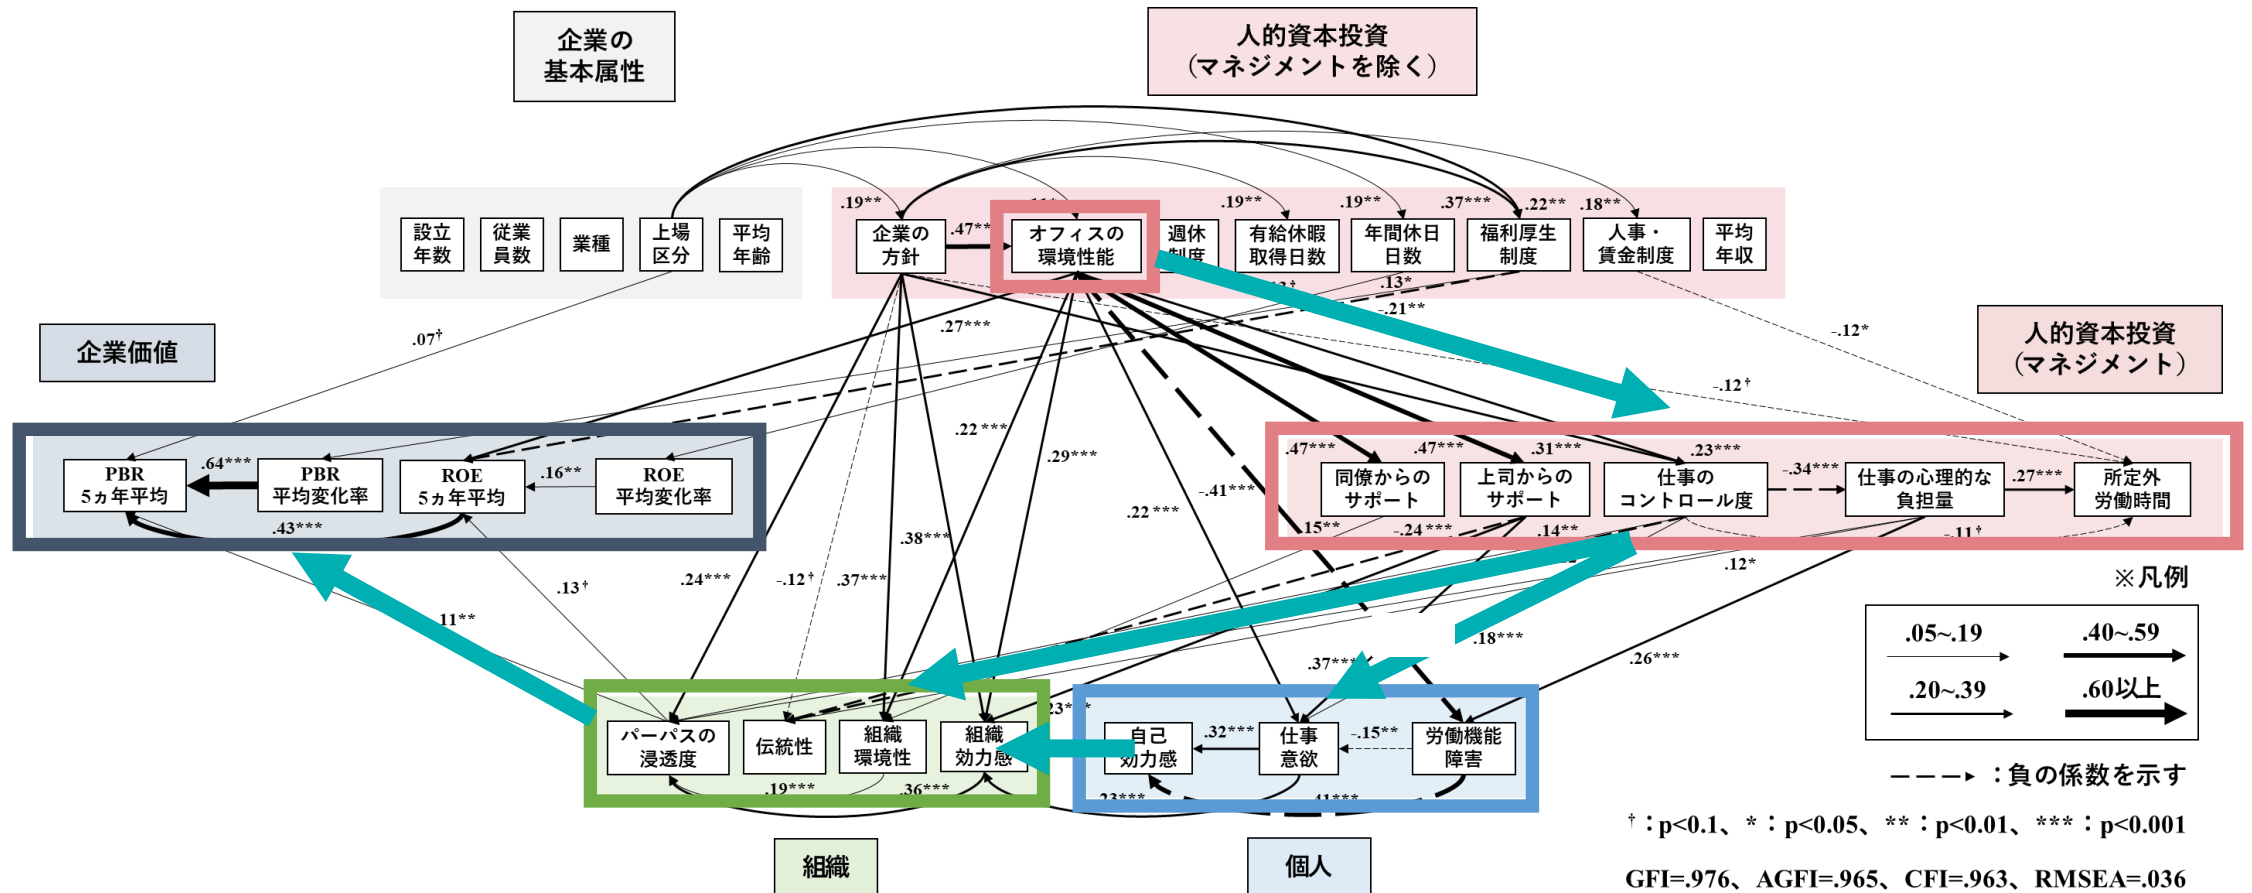 企業の
基本属性
人的資本投資
（マネジメントを除く）
.19**
.19**
.19**
.37***
.22**
.18**
設立
年数
従業
員数
業種
上場
区分
平均
年齢
企業の
方針
.47**
オフィスの
環境性能
週休
制度
有給休暇
取得日数
年間休日
日数
福利厚生
制度
人事・
賃金制度
平均
年収
.13*
-.21**
.27***
.07†
-.12*
-.12†
企業価値
人的資本投資
（マネジメント）
PBR
5ヵ年平均
.64***
PBR
平均変化率
ROE
5ヵ年平均
.16**
ROE
平均変化率
.43***
.22***
.29***
-.41***
.22***
.38***
.47***
.47***
.31***
.23***
同僚からの
サポート
上司からの
サポート
仕事の
コントロール度
-.34***
仕事の心理的な
負担量
.27***
所定外
労働時間
.15**
-.24***
.14**
-.11†
.12*
.24***
-.12†
.37***
.13†
.11**
.18***
.37***
.26***
※凡例
.05~.19
.40~.59
.20~.39
.60以上
：負の係数を示す
パーパスの
浸透度
伝統性
組織
環境性
組織
効力感
自己
効力感
.32***
仕事
意欲
-.15**
労働機能
障害
.19***
.36***
.23***
組織
個人
†：p<0.1、*：p<0.05、**：p<0.01、***：p<0.001
GFI=.976、AGFI=.965、CFI=.963、RMSEA=.036